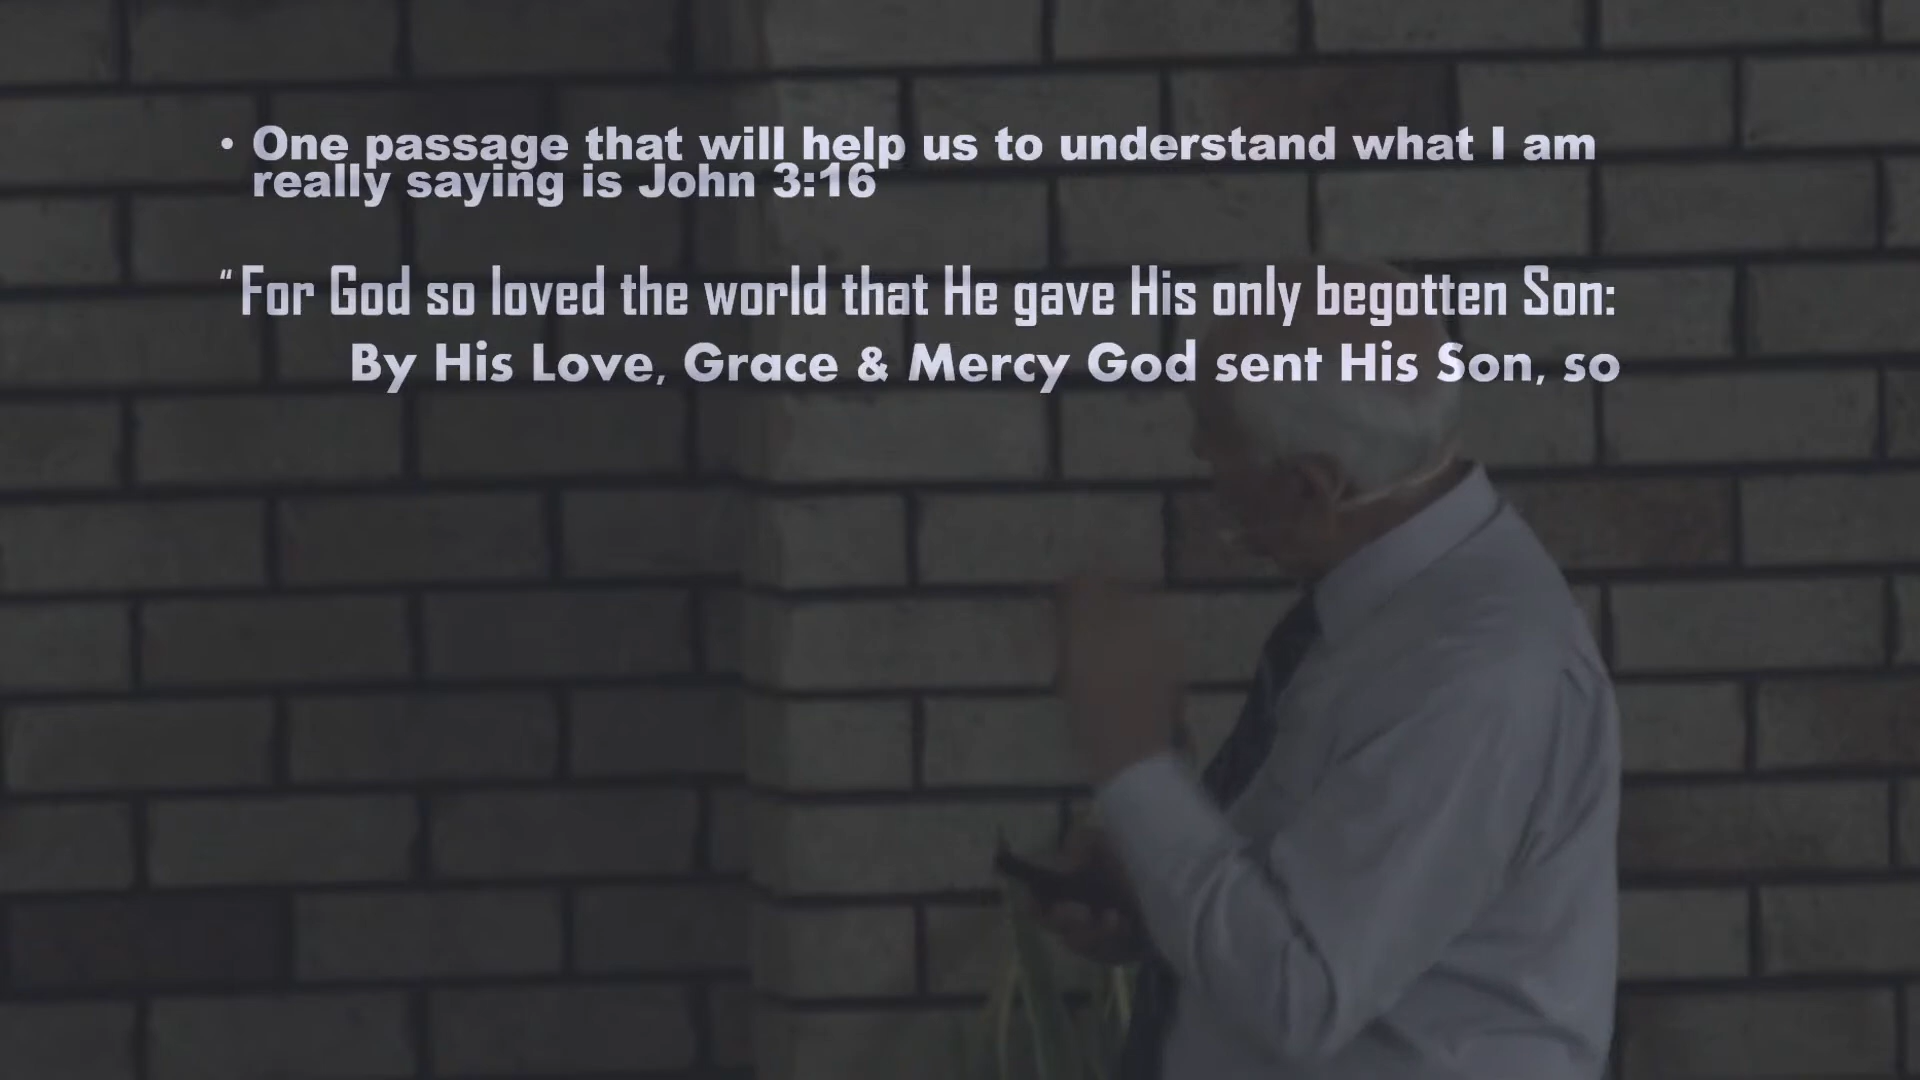 • One passage that will help us to understand what I am
really saying is John 3:16
“For God so loved the world that He gave His only begotten Son:
By His Love, Grace & Mercy God sent His Son, so